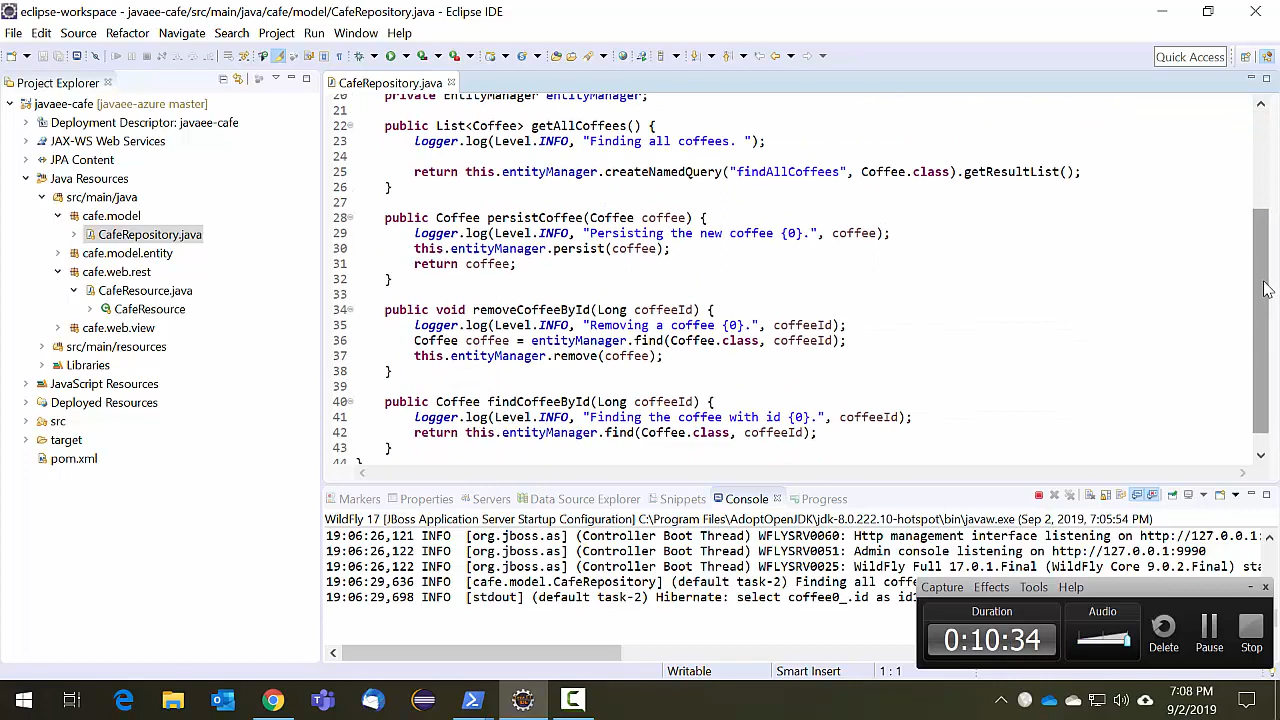 eclipse-workspace - javaee-cafe/src/main/java/cafe/model/CafeRepository.java - Eclipse IDE
File Edit Source Refactor Navigate Search Project Run Window Help
Quick Access
Project Explorer
javaee-cafe [javaee-azure master]
Deployment Descriptor: javaee-cafe
JAX-WS Web Services
JPA Content
Java Resources
src/main/java
cafe.model
CafeRepository.java
cafe.model.entity
cafe.web.rest
CafeResource.java
CafeResource
cafe.web.view
src/main/resources
Libraries
JavaScript Resources
Deployed Resources
src
target
pom.xml
CafeRepository.java
20 private EntityManager entityManager;
21
22 public List<Coffee> getAllCoffees() {
23 Logger.log(Level.INFO, "Finding all coffees. ");
24
25 return this.entityManager.createNamedQuery("findAllCoffees", Coffee.class).getResultList();
26 }
27
28 public Coffee persistCoffee(Coffee coffee) {
29 Logger.log(Level.INFO, "Persisting the new coffee {0}.", coffee);
30 this.entityManager.persist(coffee);
31 return coffee;
32 }
33
34 public void removeCoffeeById(Long coffeeId) {
35 Logger.log(Level.INFO, "Removing a coffee {0}.", coffeeId);
36 Coffee coffee = entityManager.find(Coffee.class, coffeeId);
37 this.entityManager.remove(coffee);
38 }
39
40 public Coffee findCoffeeById(Long coffeeId) {
41 Logger.log(Level.INFO, "Finding the coffee with id {0}.", coffeeId);
42 return this.entityManager.find(Coffee.class, coffeeId);
43 }
44 }
Markers Properties Servers Data Source Explorer Snippets Console Progress
WildFly 17 [JBoss Application Server Startup Configuration] C:\Program Files\AdoptOpenJDK\jdk-8.0.222.10-hotspot\bin\javaw.exe (Sep 2, 2019, 7:05:54 PM)
19:06:26,121 INFO [org.jboss.as] (Controller Boot Thread) WFLYSRV0060: Http management interface listening on http://127.0.0.1:
19:06:26,122 INFO [org.jboss.as] (Controller Boot Thread) WFLYSRV0051: Admin console listening on http://127.0.0.1:9990
19:06:26,122 INFO [org.jboss.as] (Controller Boot Thread) WFLYSRV0025: WildFly Full 17.0.1.Final (WildFly Core 9.0.2.Final) sta
19:06:29,636 INFO [cafe.model.CafeRepository] (default task-2) Finding all coff
19:06:29,698 INFO [stdout] (default task-2) Hibernate: select coffee0_.id as id1
Capture Effects Tools Help
Duration
0:10:34
Audio
Delete
Pause
Stop
Writable Smart Insert 1 : 1
7:08 PM
9/2/2019